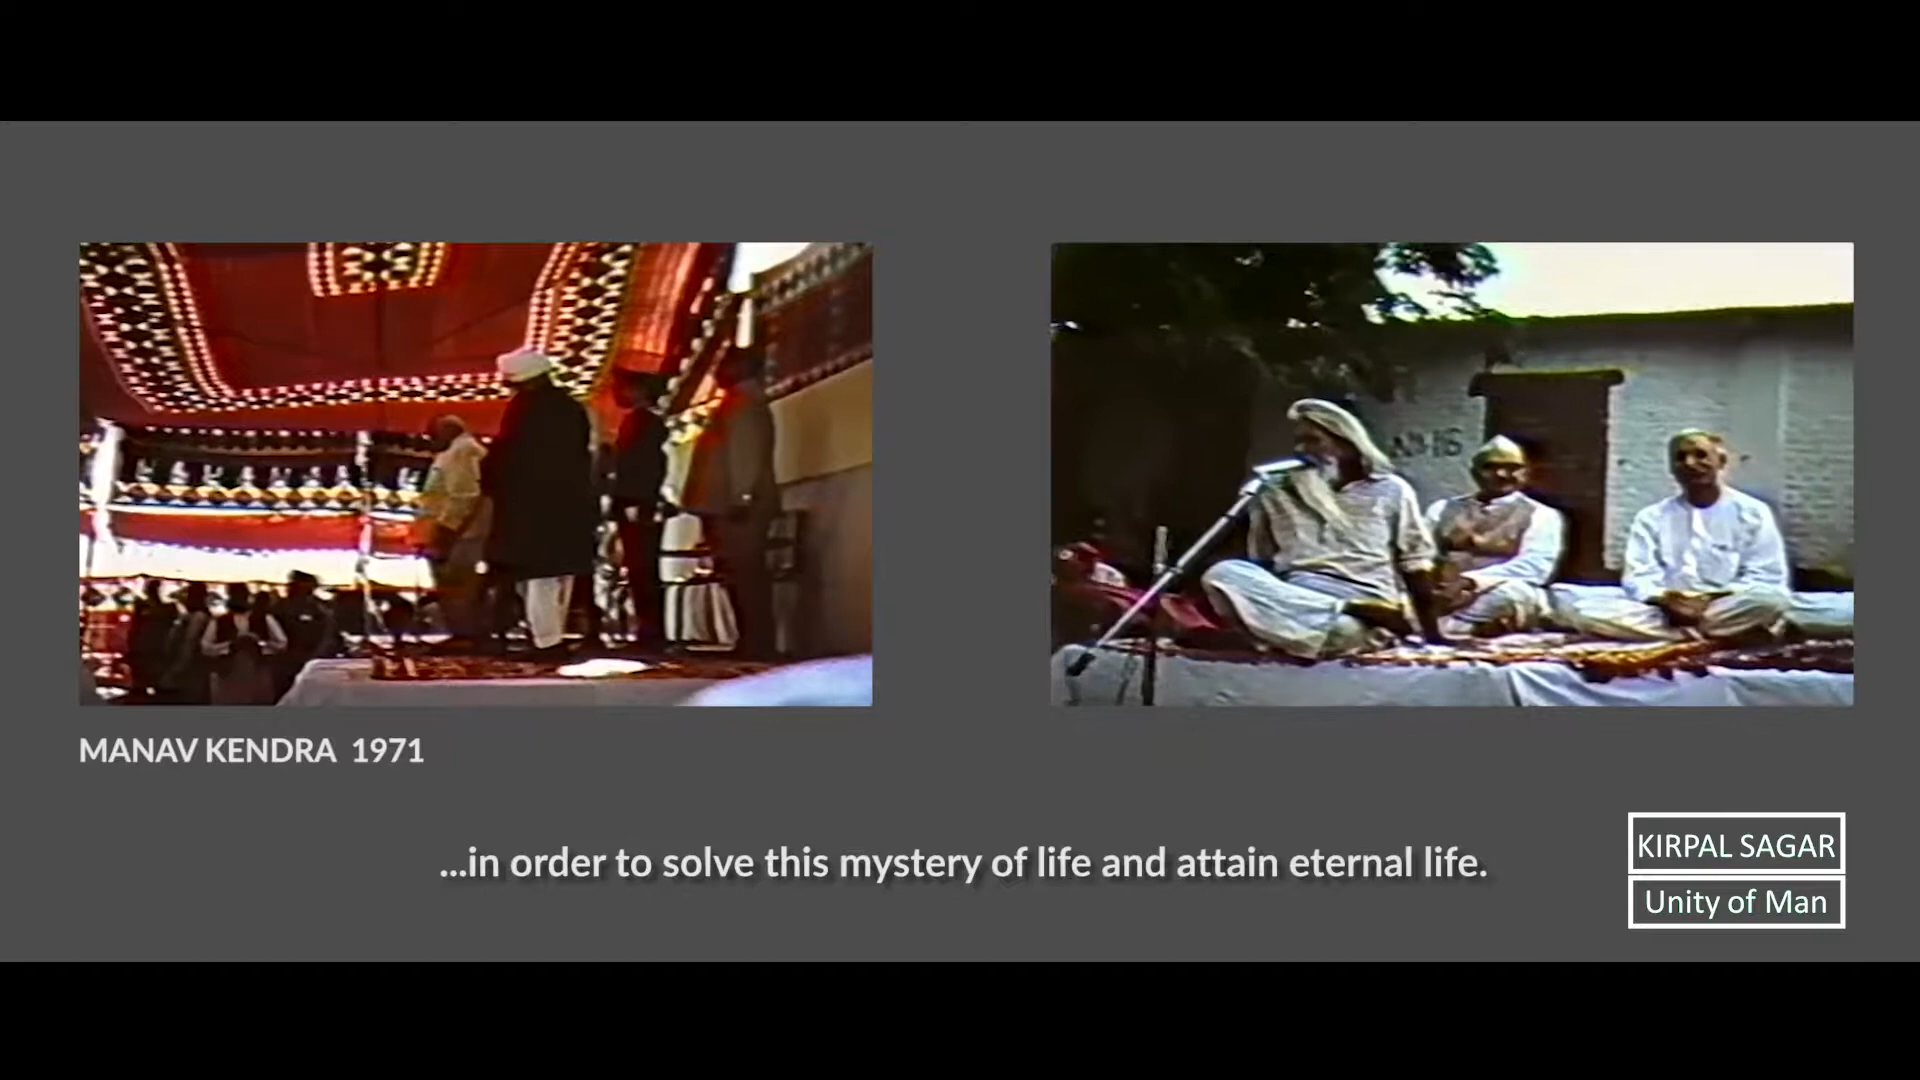 MANAV KENDRA 1971
...in order to solve this mystery of life and attain eternal life.
KIRPAL SAGAR
Unity of Man